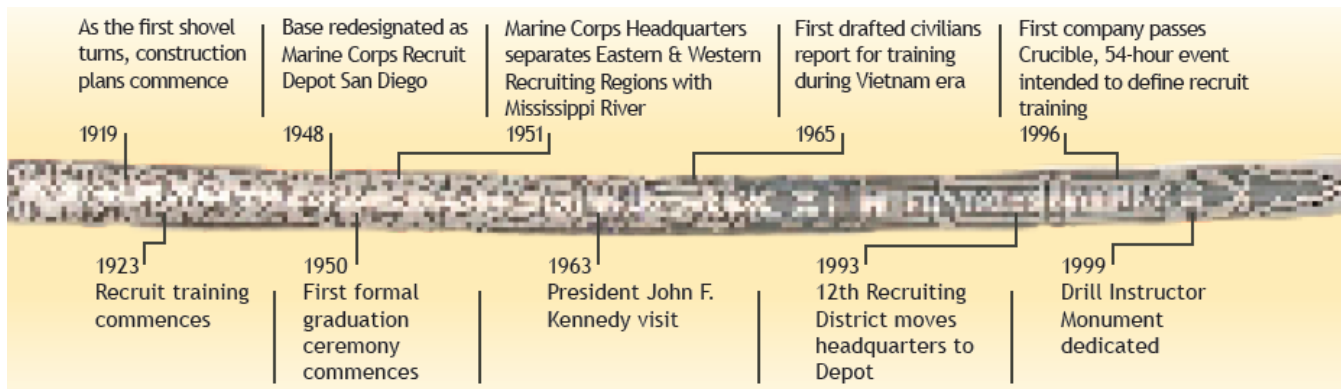 As the first shovel
turns, construction
plans commence
1919
Base redesignated as
Marine Corps Recruit
Depot San Diego
1948
Marine Corps Headquarters
separates Eastern & Western
Recruiting Regions with
Mississippi River
1951
First drafted civilians
report for training
during Vietnam era
1965
First company passes
Crucible, 54-hour event
intended to define recruit
training
1996
1923
Recruit training
commences
1950
First formal
graduation
ceremony
commences
1963
President John F.
Kennedy visit
1993
12th Recruiting
District moves
headquarters to
Depot
1999
Drill Instructor
Monument
dedicated